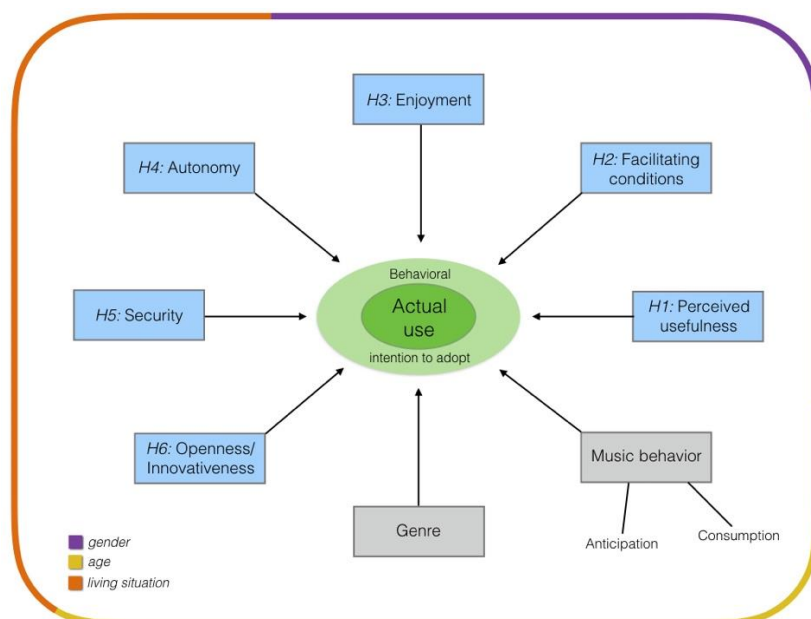 H3: Enjoyment
H4: Autonomy
H2: Facilitating
conditions
Behavioral
Actual
use
intention to adopt
H5: Security
H1: Perceived
usefulness
H6: Openness/
Innovativeness
Genre
Music behavior
Anticipation
Consumption
gender
age
living situation